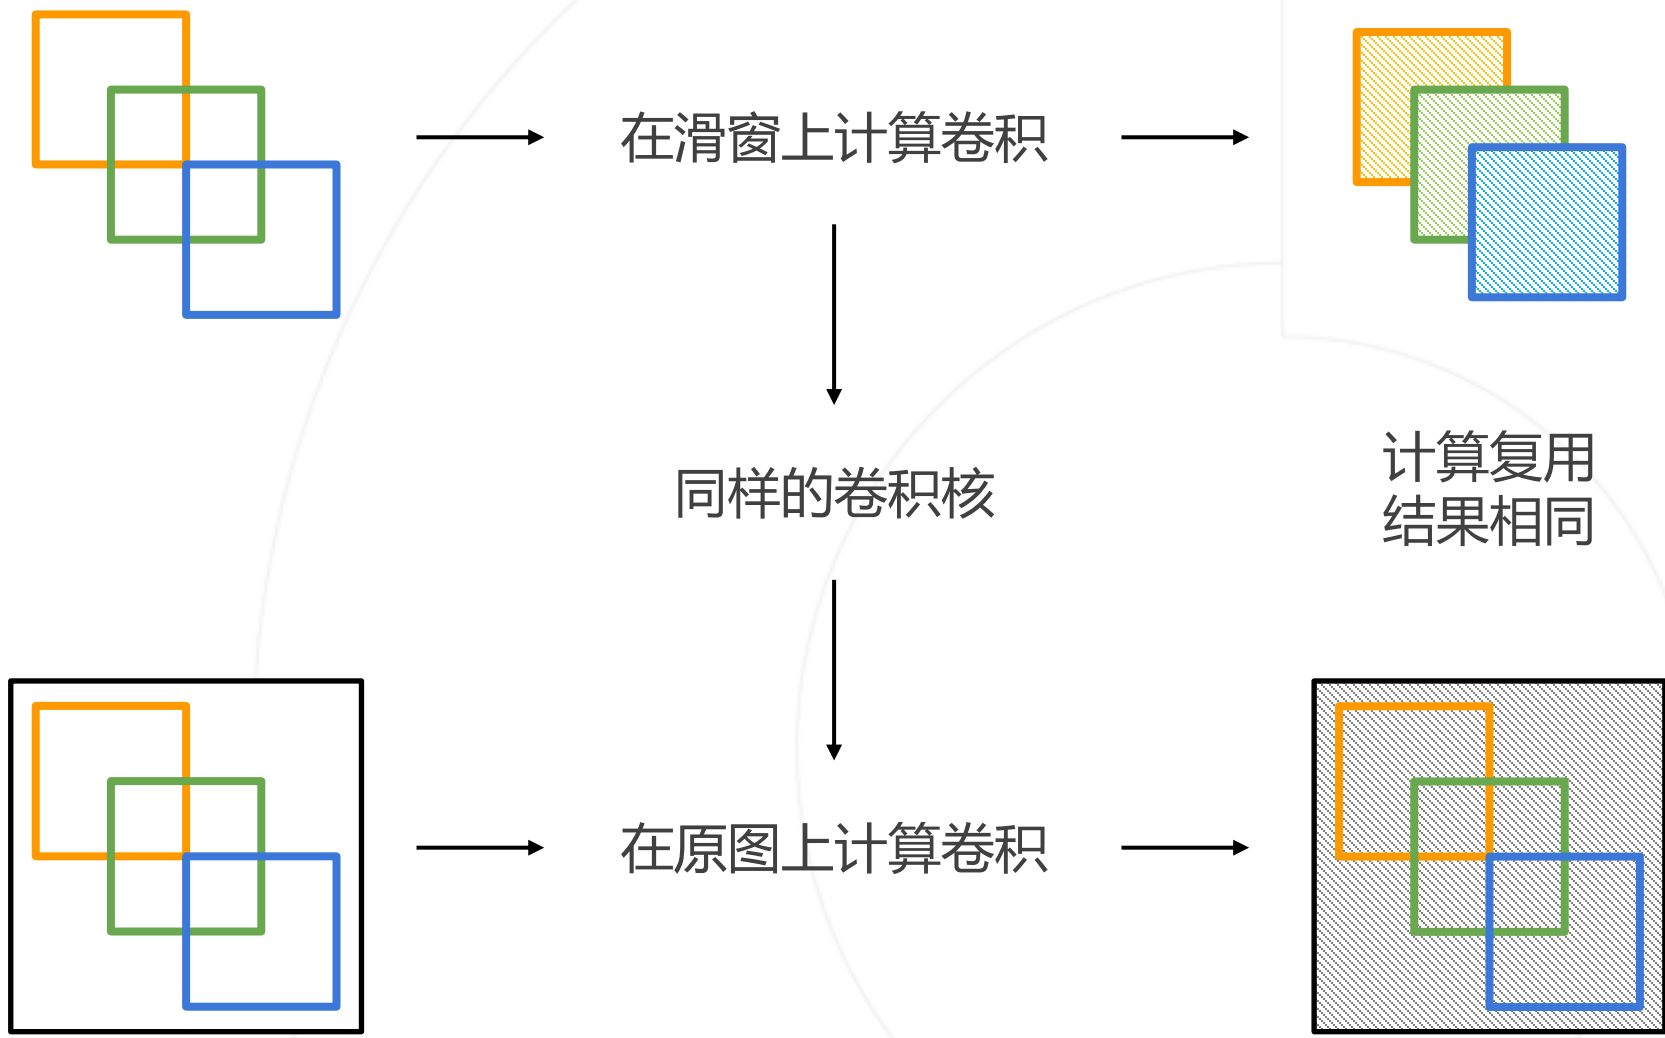 在滑窗上计算卷积
同样的卷积核
计算复用
结果相同
在原图上计算卷积